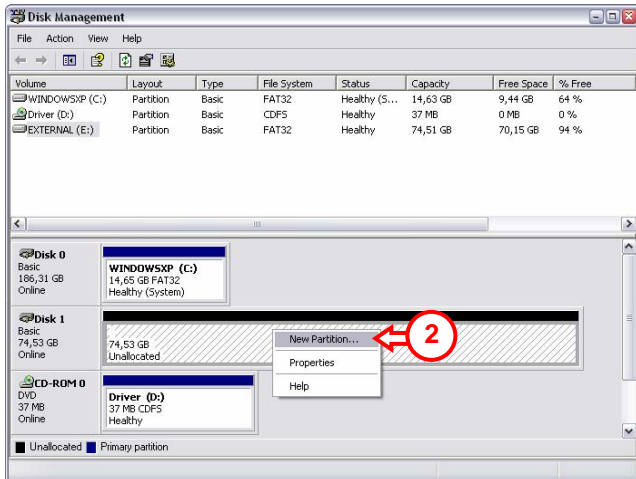 Disk Management
File Action View Help
Volume Layout Type File System Status Capacity Free Space % Free
WINDOWSXP (C:) Partition Basic FAT32 Healthy (S... 14,63 GB 9,44 GB 64 %
Driver (D:) Partition Basic CDFS Healthy 37 MB 0 MB 0 %
EXTERNAL (E:) Partition Basic FAT32 Healthy 74,51 GB 70,15 GB 94 %
Disk 0
Basic
186,31 GB
Online
WINDOWSXP (C:)
14,65 GB FAT32
Healthy (System)
Disk 1
Basic
74,53 GB
Online
74,53 GB
Unallocated
New Partition...
Properties
Help
2
CD-ROM 0
DVD
37 MB
Online
Driver (D:)
37 MB CDFS
Healthy
Unallocated Primary partition